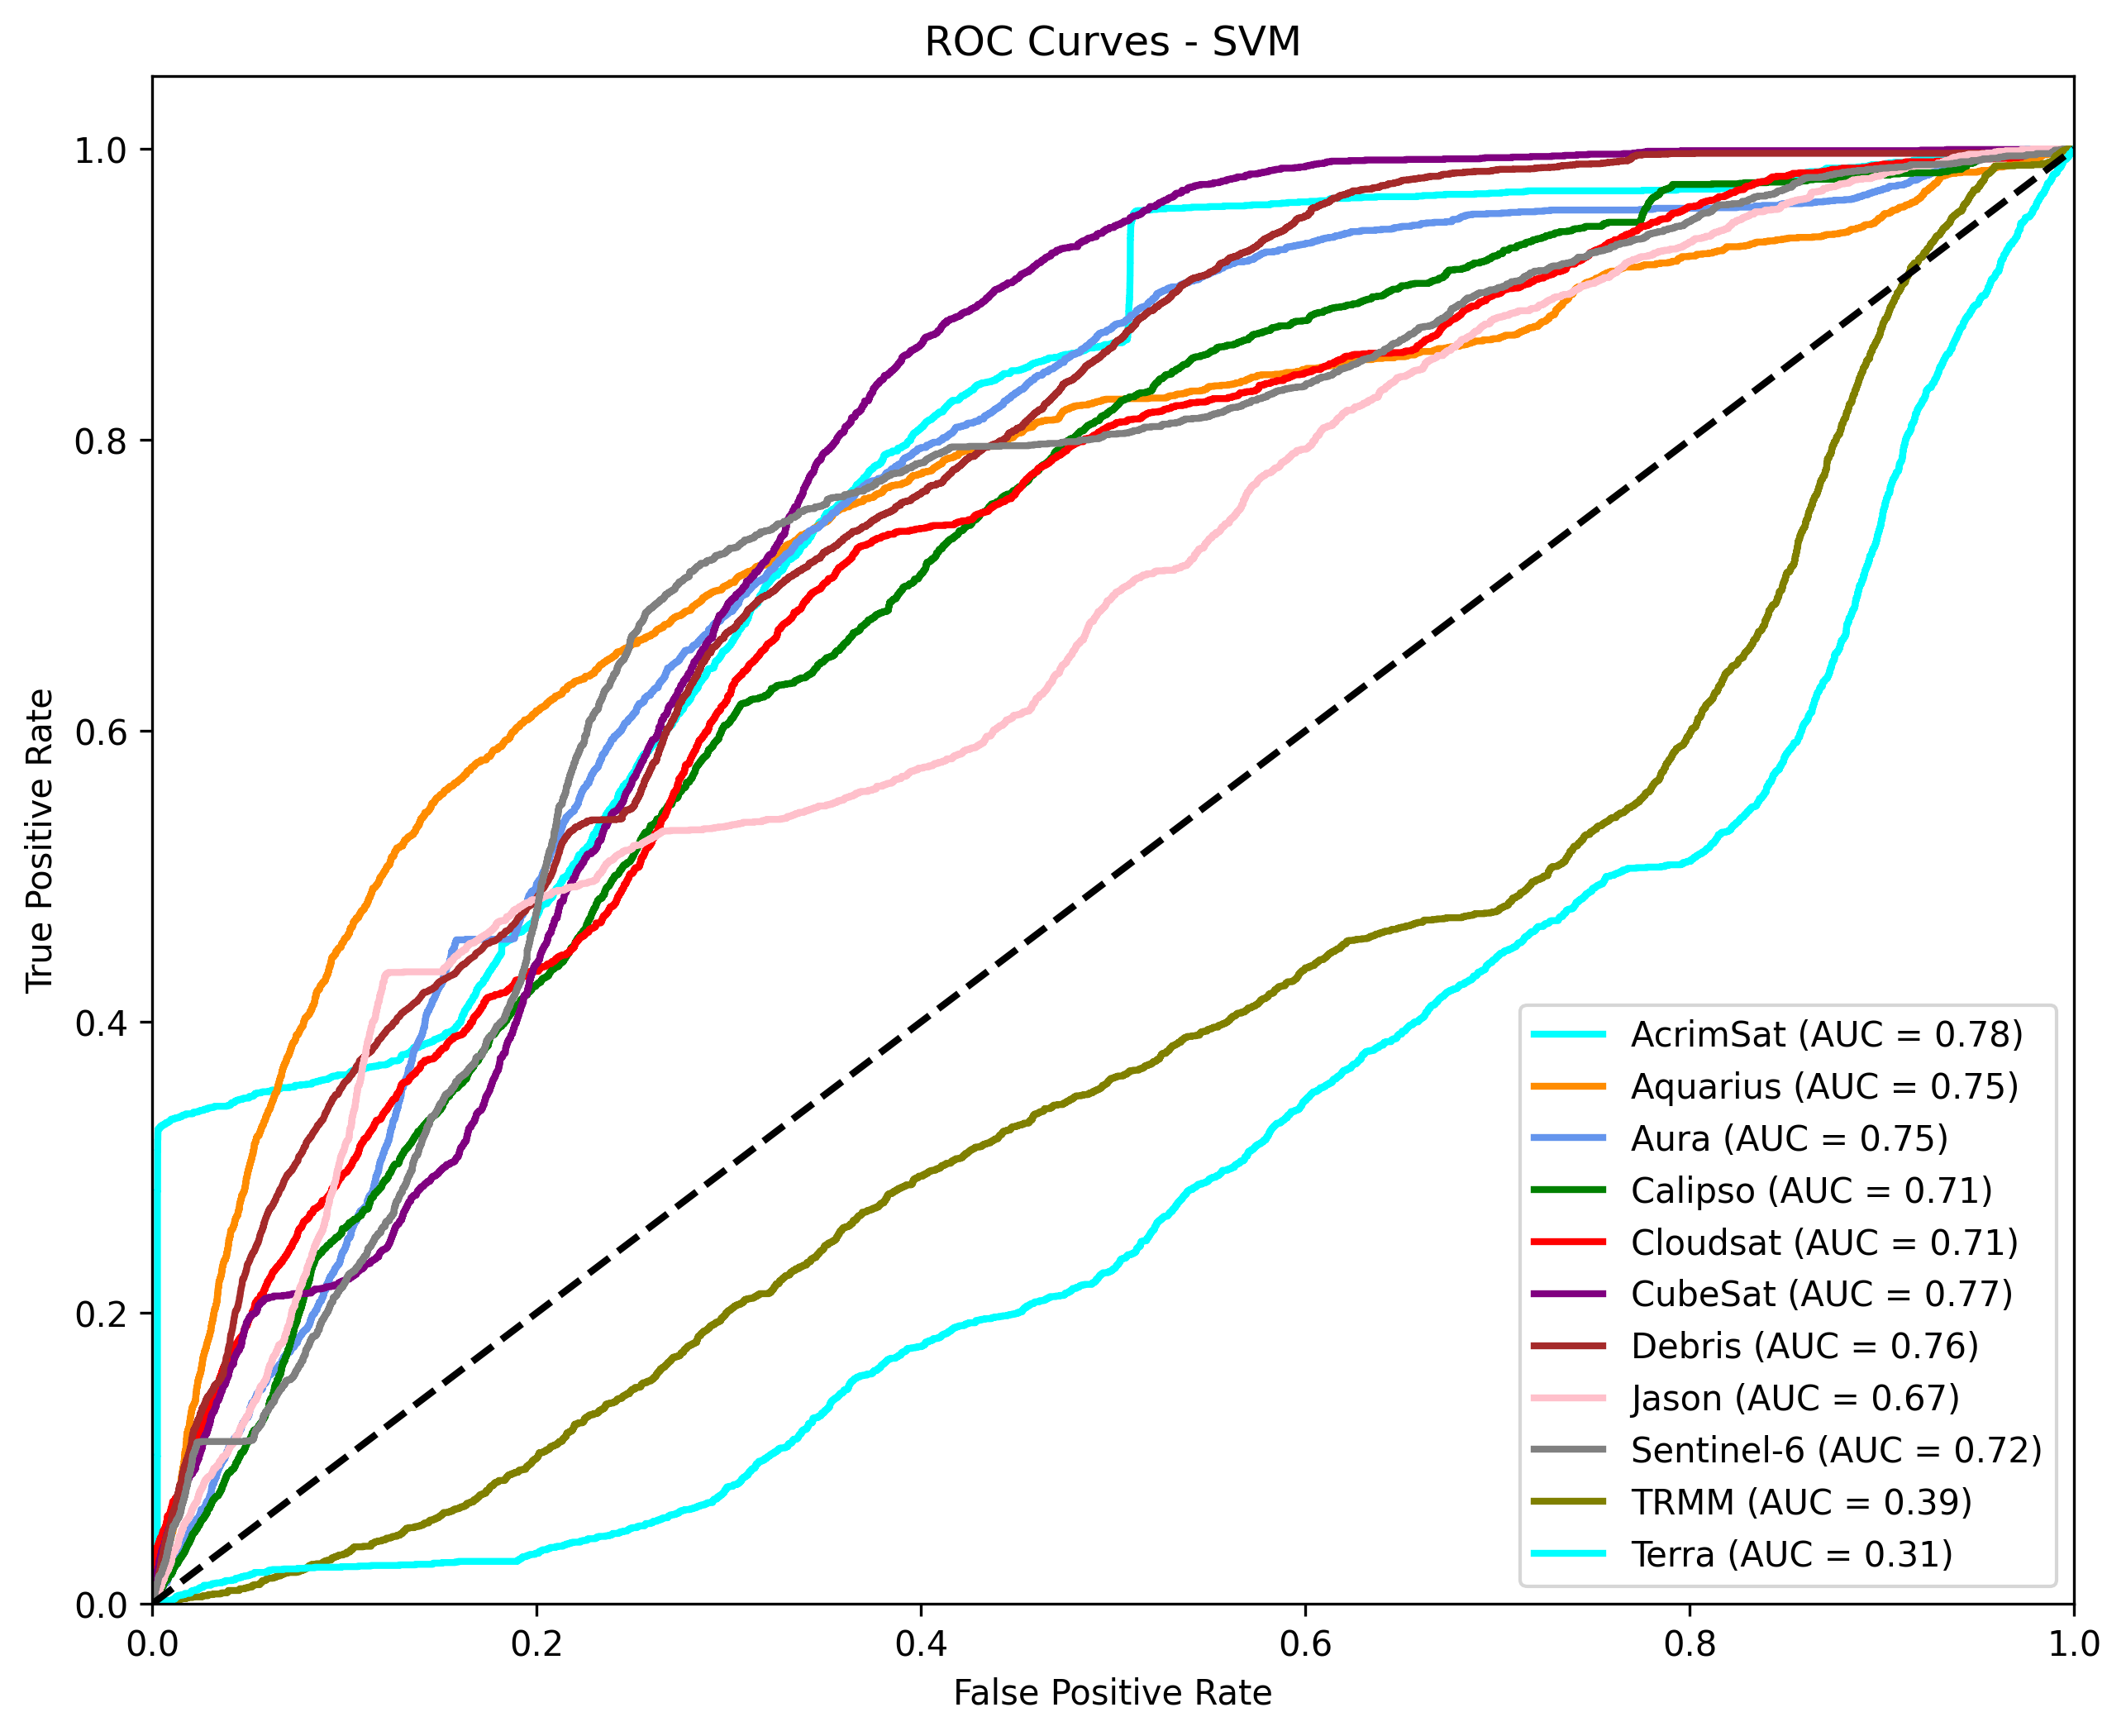 ROC Curves - SVM
1.0
0.8
0.6
0.4
0.2
0.0
True Positive Rate
AcrimSat (AUC = 0.78)
Aquarius (AUC = 0.75)
Aura (AUC = 0.75)
Calipso (AUC = 0.71)
Cloudsat (AUC = 0.71)
CubeSat (AUC = 0.77)
Debris (AUC = 0.76)
Jason (AUC = 0.67)
Sentinel-6 (AUC = 0.72)
TRMM (AUC = 0.39)
Terra (AUC = 0.31)
0.0 0.2 0.4 0.6 0.8 1.0
False Positive Rate